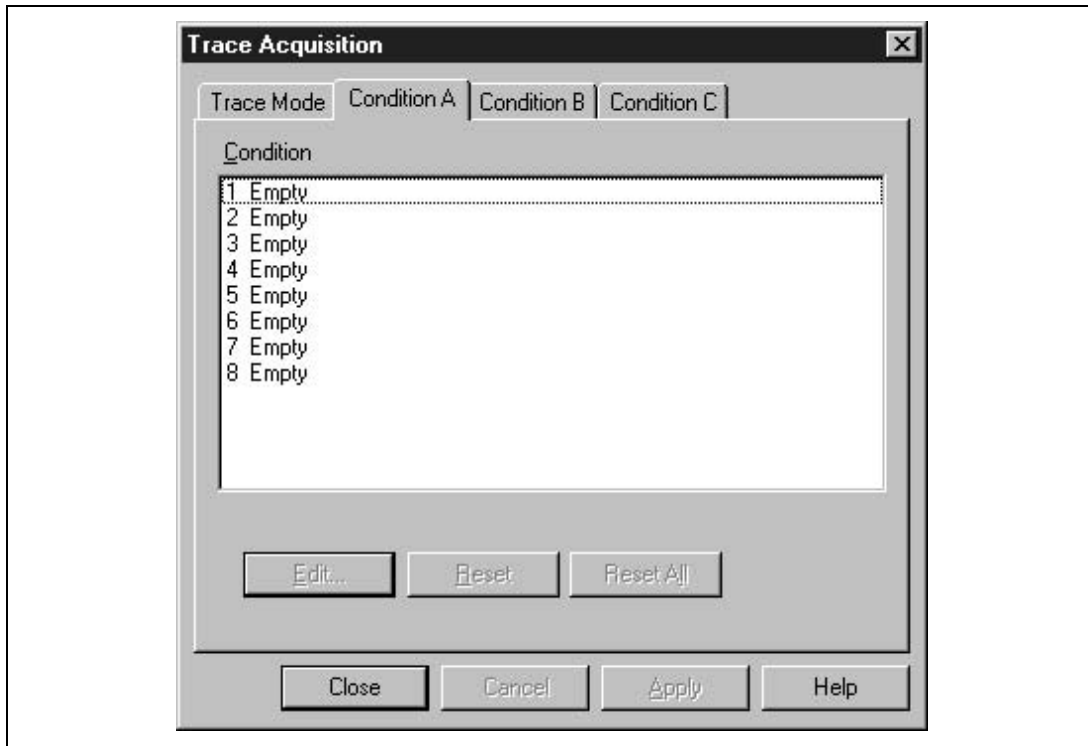 Trace Acquisition
Trace Mode Condition A Condition B Condition C
Condition
1 Empty
2 Empty
3 Empty
4 Empty
5 Empty
6 Empty
7 Empty
8 Empty
Edit... Reset Reset All
Close Cancel Apply Help